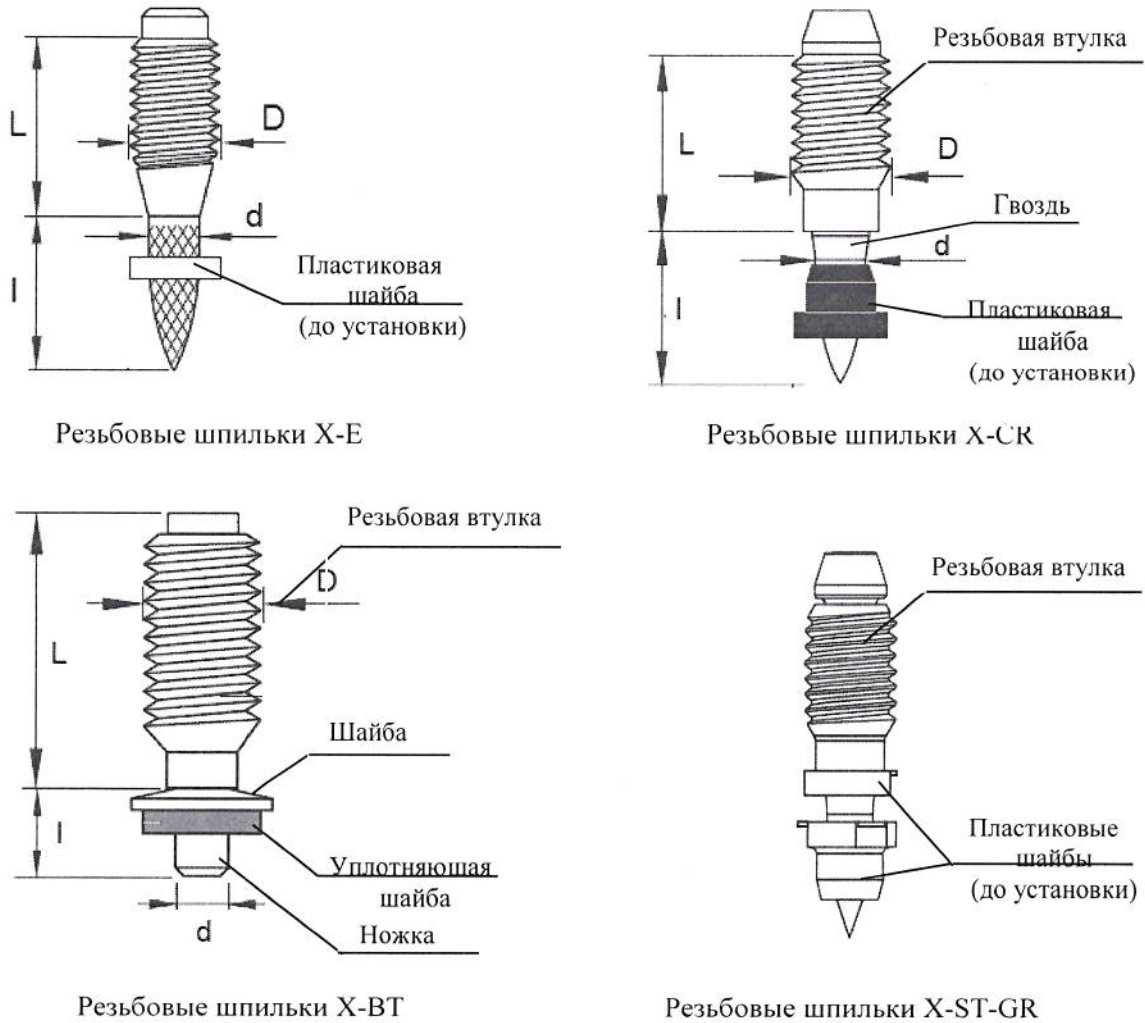 L
D
d
l
Пластиковая
шайба
(до установки)
Резьбовые шпильки X-E
Резьбовая втулка
L
D
Гвоздь
d
l
Пластиковая
шайба
(до установки)
Резьбовые шпильки X-CR
Резьбовая втулка
D
L
Шайба
l
Уплотняющая
шайба
d
Ножка
Резьбовые шпильки X-BT
Резьбовая втулка
Пластиковые
шайбы
(до установки)
Резьбовые шпильки X-ST-GR